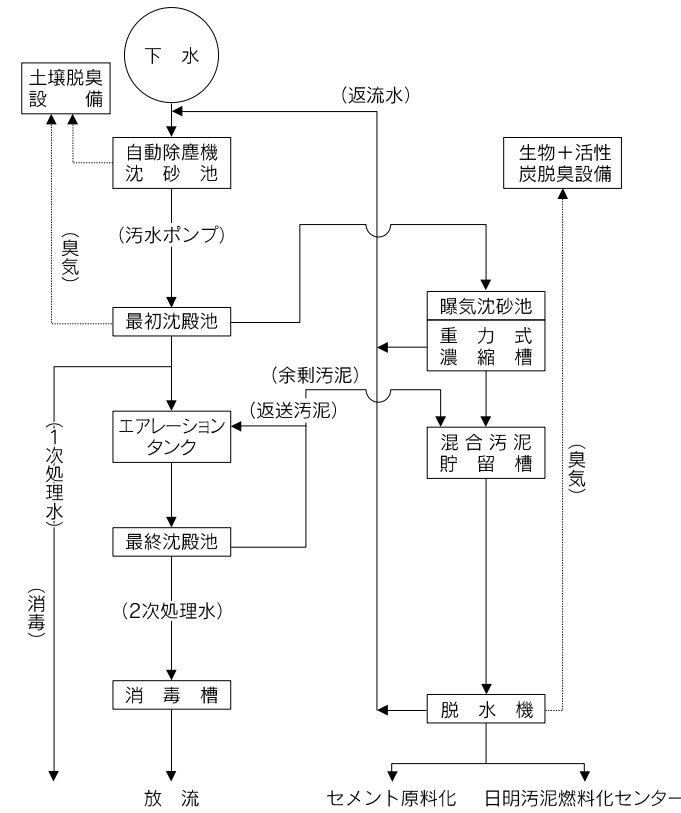 下 水
土壌脱臭
設 備
(返流水)
自動除塵機
沈 砂 池
生物＋活性
炭脱臭設備
(汚水ポンプ)
(臭気)
最初沈殿池
曝気沈砂池
重 力 式
濃 縮 槽
(余剰汚泥)
(返送汚泥)
エアレーション
タンク
混合汚泥
貯 留 槽
(臭気)
(1次処理水)
最終沈殿池
(消毒)
(2次処理水)
消 毒 槽
脱 水 機
放 流
セメント原料化
日明汚泥燃料化センター